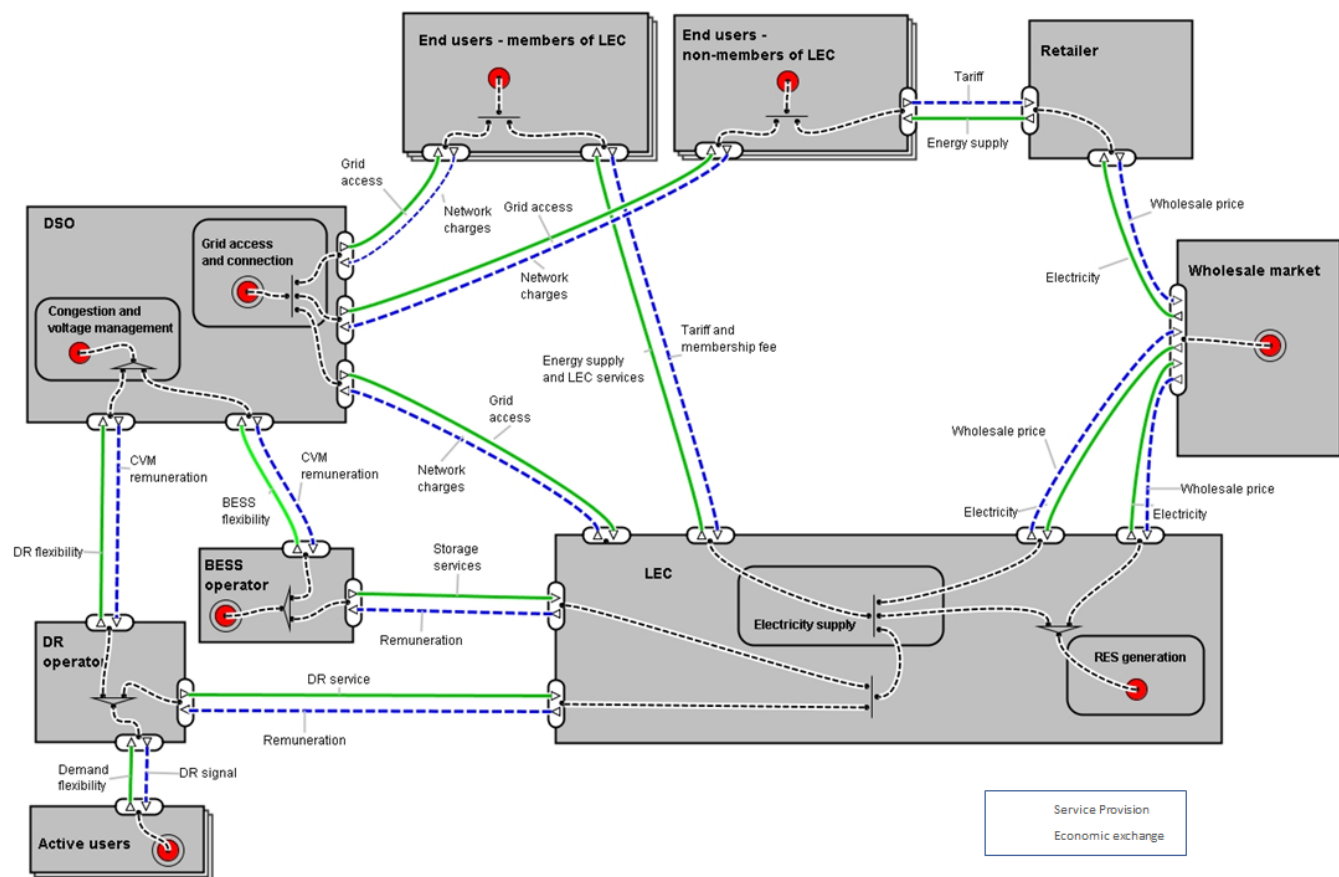 End users - members of LEC
End users -
non-members of LEC
Retailer
Tariff
Energy supply
Grid
access
Network
charges
Grid access
Network
charges
Wholesale price
Electricity
DSO
Grid access
and connection
Congestion and
voltage management
Wholesale market
Tariff and
membership fee
Energy supply
and LEC services
Grid
access
Network
charges
Wholesale price
Electricity
Wholesale price
Electricity
CVM
remuneration
CVM
remuneration
BESS
flexibility
DR flexibility
BESS
operator
Storage
services
Remuneration
LEC
Electricity supply
RES generation
DR
operator
DR service
Remuneration
Demand
flexibility
DR signal
Active users
Service Provision
Economic exchange